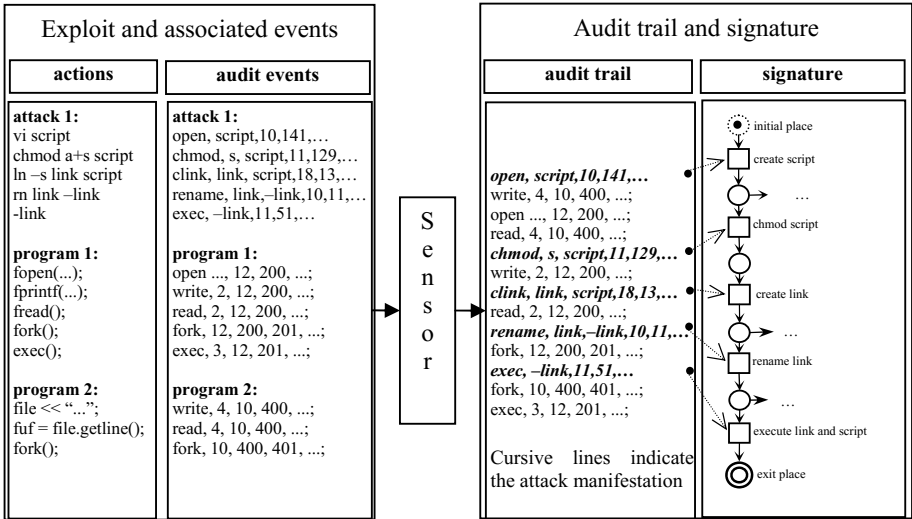 Exploit and associated events
actions
audit events
attack 1:
vi script
chmod a+s script
ln –s link script
rn link –link
-link
program 1:
fopen(...);
fprintf(...);
fread();
fork();
exec();
program 2:
file << “...”;
fuf = file.getline();
fork();
attack 1:
open, script,10,141,…
chmod, s, script,11,129,…
clink, link, script,18,13,…
rename, link,–link,10,11,…
exec, –link,11,51,…
program 1:
open ..., 12, 200, ...;
write, 2, 12, 200, ...;
read, 2, 12, 200, ...;
fork, 12, 200, 201, ...;
exec, 3, 12, 201, ...;
program 2:
write, 4, 10, 400, ...;
read, 4, 10, 400, ...;
fork, 10, 400, 401, ...;
Sensor
Audit trail and signature
audit trail
signature
open, script,10,141,…
write, 4, 10, 400, ...;
open ..., 12, 200, ...;
read, 4, 10, 400, ...;
chmod, s, script,11,129,…
write, 2, 12, 200, ...;
clink, link, script,18,13,…
read, 2, 12, 200, ...;
rename, link,–link,10,11,…
fork, 12, 200, 201, ...;
exec, –link,11,51,…
fork, 10, 400, 401, ...;
exec, 3, 12, 201, ...;
Cursive lines indicate
the attack manifestation
initial place
create script
…
chmod script
create link
…
rename link
…
execute link and script
exit place